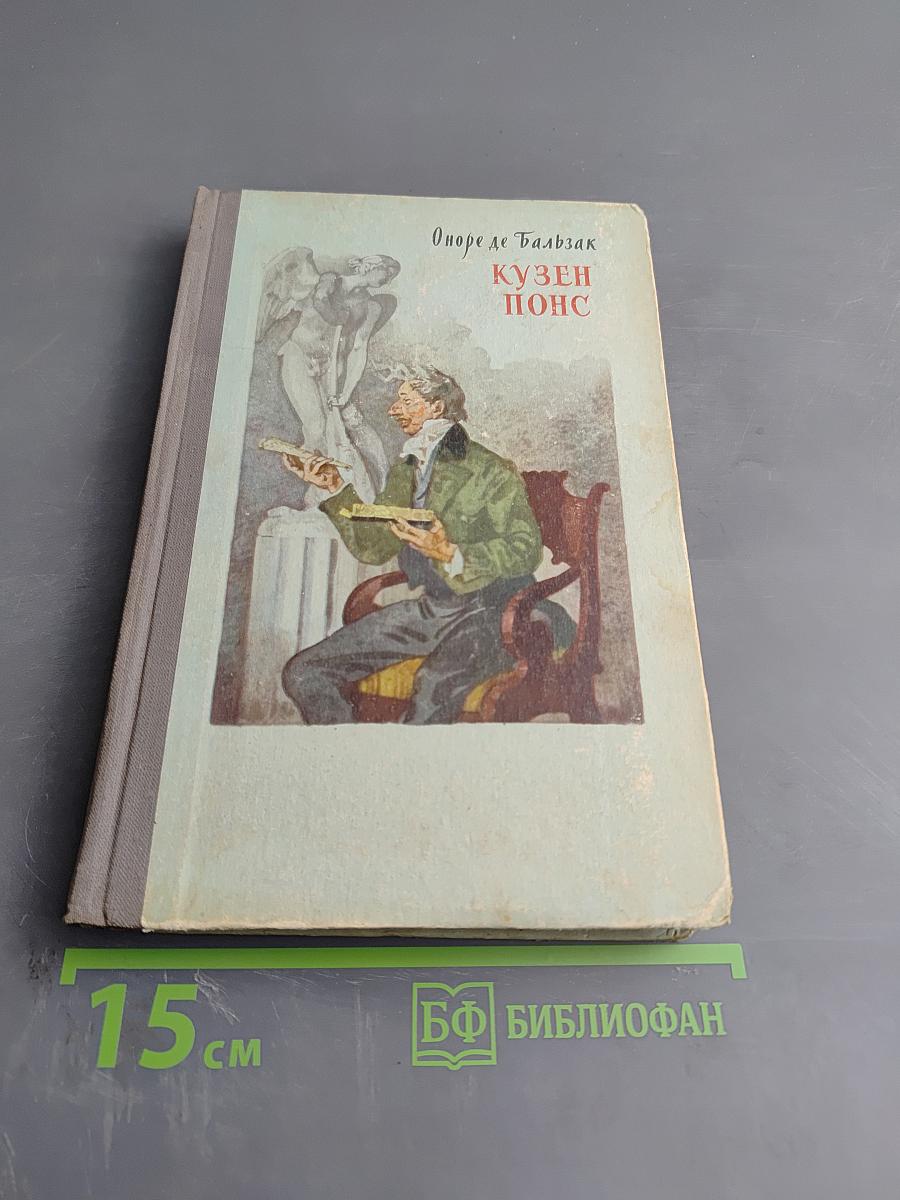 Оноре де Бальзак
КУЗЕН
ПОНС
15 см
БФ БИБЛИОФАН